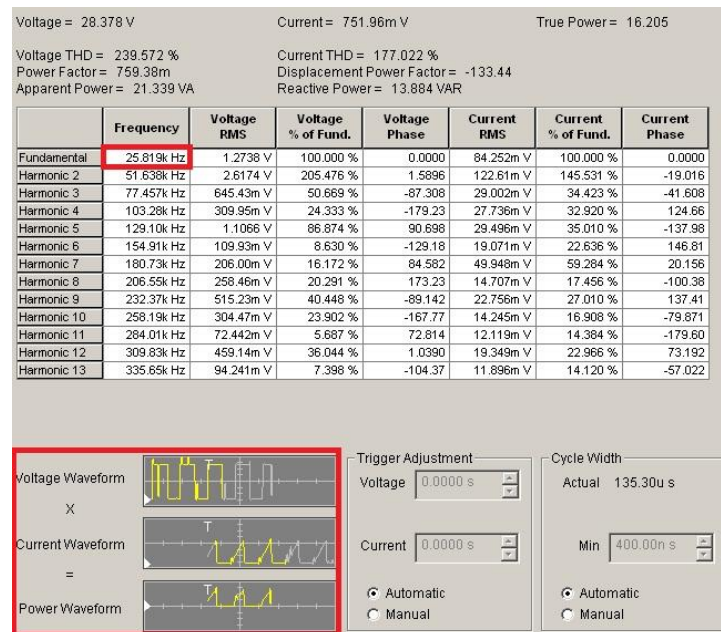 Voltage = 28.378 V Current = 751.96m V True Power = 16.205
Voltage THD = 239.572 % Current THD = 177.022 %
Power Factor = 759.38m Displacement Power Factor = -133.44
Apparent Power = 21.339 VA Reactive Power = 13.884 VAR
Frequency Voltage RMS Voltage % of Fund. Voltage Phase Current RMS Current % of Fund. Current Phase
Fundamental 25.819k Hz 1.2738 V 100.000 % 0.0000 84.252m V 100.000 % 0.0000
Harmonic 2 51.638k Hz 2.6174 V 205.476 % 1.5896 122.61m V 145.531 % -19.016
Harmonic 3 77.457k Hz 645.43m V 50.669 % -87.308 29.002m V 34.423 % -41.608
Harmonic 4 103.28k Hz 309.95m V 24.333 % -179.23 27.736m V 32.920 % 124.66
Harmonic 5 129.10k Hz 1.1066 V 86.874 % 90.698 29.496m V 35.010 % -137.98
Harmonic 6 154.91k Hz 109.93m V 8.630 % -129.18 19.071m V 22.636 % 146.81
Harmonic 7 180.73k Hz 206.00m V 16.172 % 84.582 49.948m V 59.284 % 20.156
Harmonic 8 206.55k Hz 258.46m V 20.291 % 173.23 14.707m V 17.456 % -100.38
Harmonic 9 232.37k Hz 515.23m V 40.448 % -89.142 22.756m V 27.010 % 137.41
Harmonic 10 258.19k Hz 304.47m V 23.902 % -167.77 14.245m V 16.908 % -79.871
Harmonic 11 284.01k Hz 72.442m V 5.687 % 72.814 12.119m V 14.384 % -179.60
Harmonic 12 309.83k Hz 459.14m V 36.044 % 1.0390 19.349m V 22.966 % 73.192
Harmonic 13 335.65k Hz 94.241m V 7.398 % -104.37 11.896m V 14.120 % -57.022
Voltage Waveform
T
X
Current Waveform
T
=
Power Waveform
T
Trigger Adjustment
Voltage 0.0000 s
Current 0.0000 s
Automatic
Manual
Cycle Width
Actual 135.30u s
Min 400.00n s
Automatic
Manual